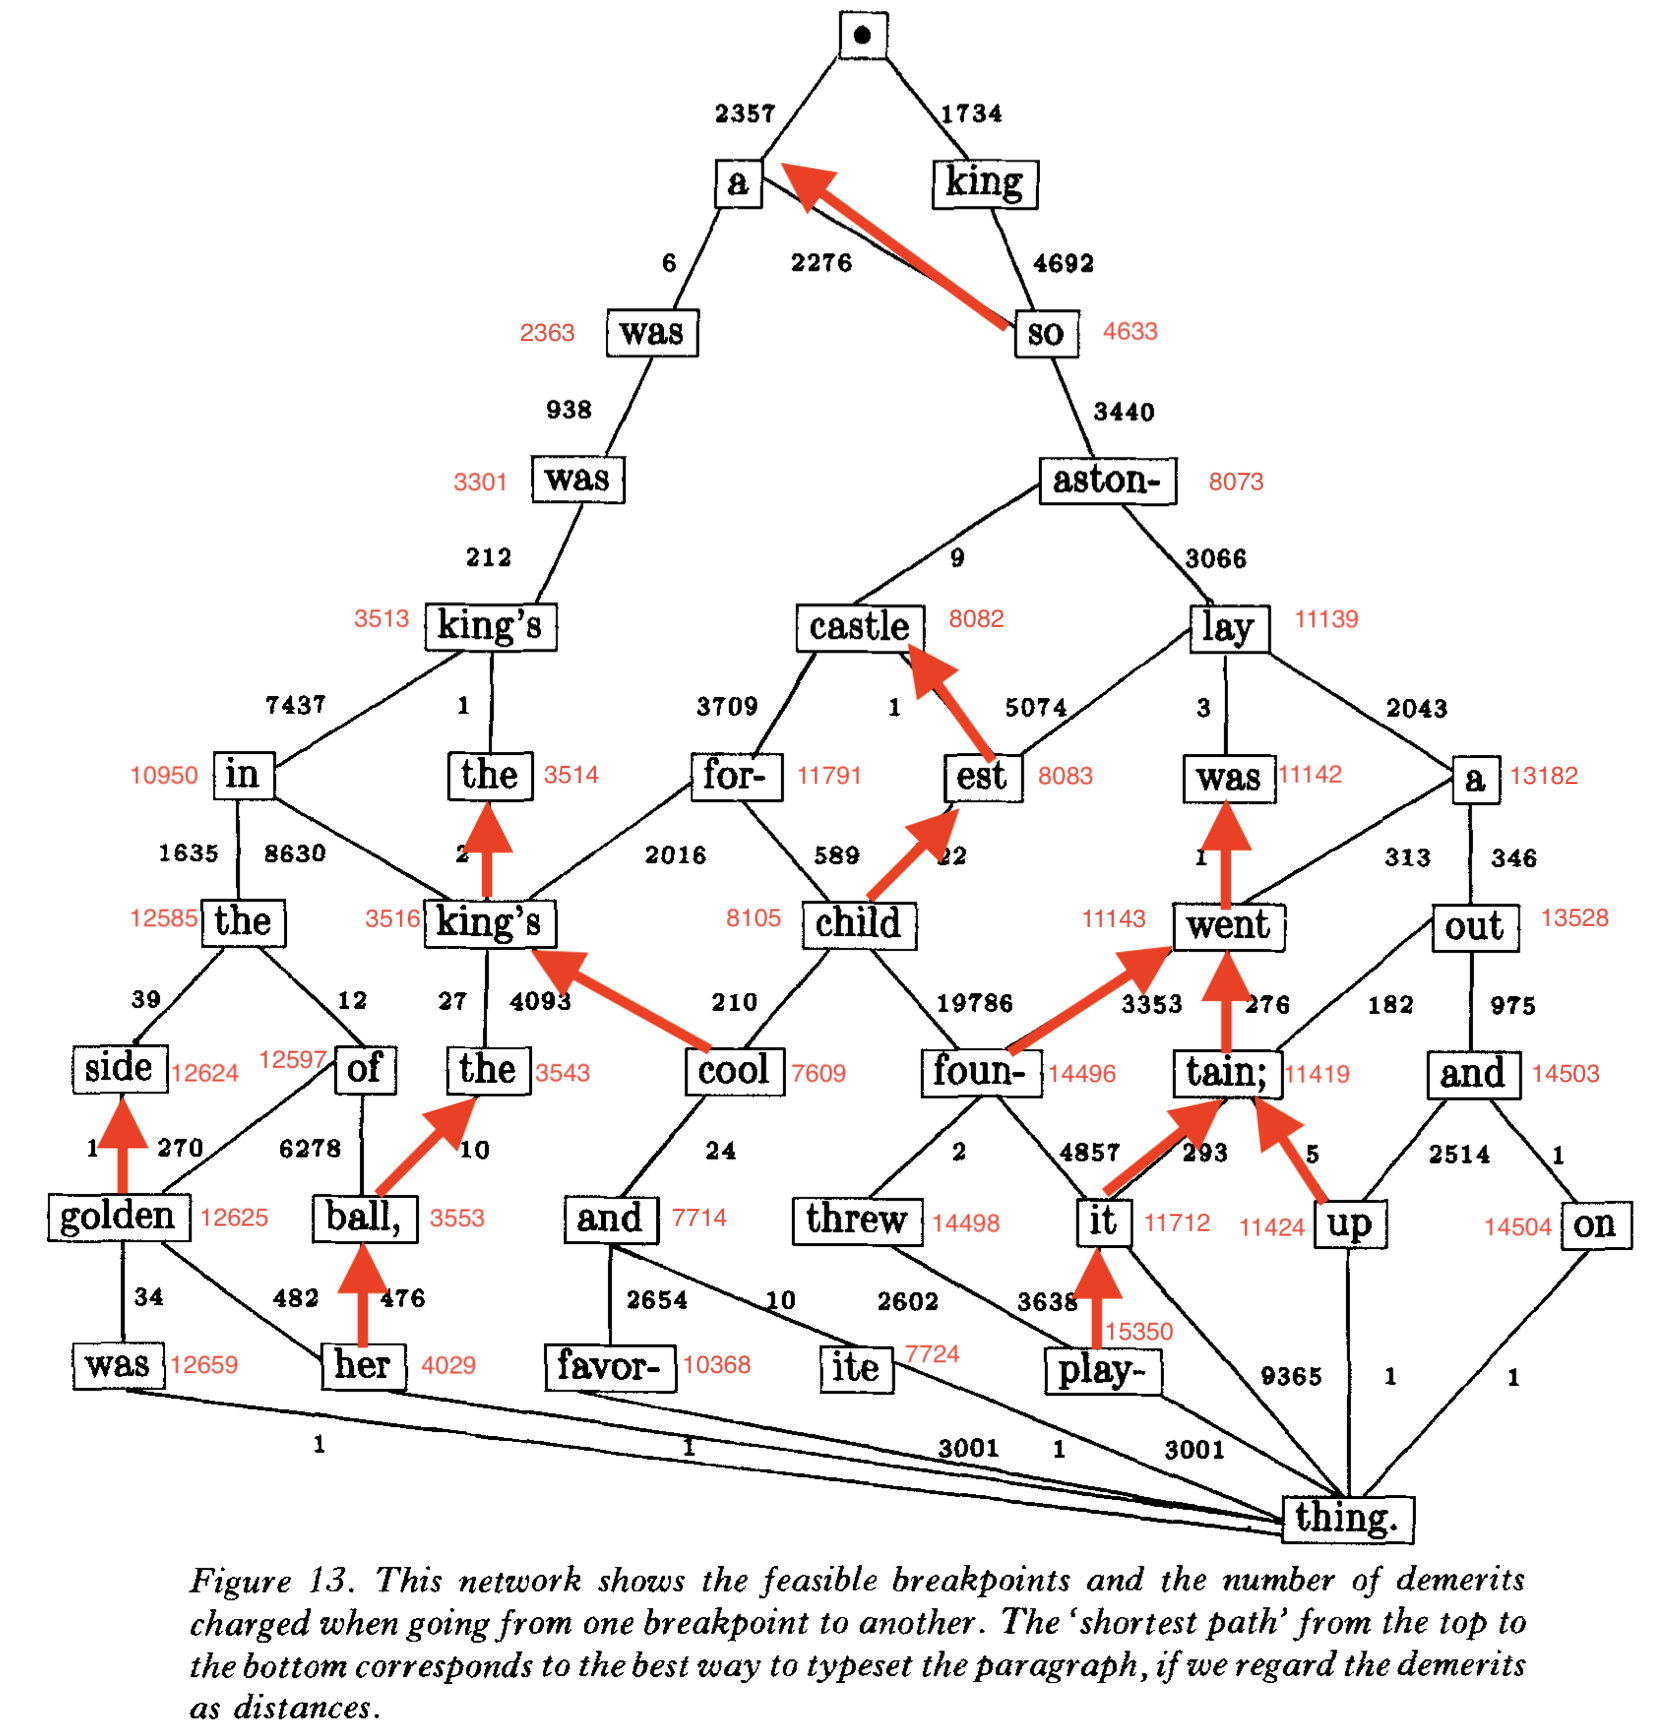 •
2357 1734
a king
6 2276 4692
2363 was so 4633
938 3440
3301 was aston- 8073
212 9 3066
3513 king's castle 8082 lay 11139
7437 1 3709 1 5074 3 2043
10950 in the 3514 for- 11791 est 8083 was 11142 a 13182
1635 8630 2 2016 589 22 1 313 346
12585 the 3516 king's 8105 child 11143 went out 13528
39 12 27 4093 210 19786 3353 276 182 975
side 12624 12597 of the 3543 cool 7609 foun- 14496 tain; 11419 and 14503
1 270 6278 10 24 2 4857 293 5 2514 1
golden 12625 ball, 3553 and 7714 threw 14498 it 11712 11424 up 14504 on
34 482 476 2654 10 2602 3638 15350
was 12659 her 4029 favor- 10368 ite 7724 play- 9365 1 1
1 1 3001 1 3001
thing.
Figure 13. This network shows the feasible breakpoints and the number of demerits
charged when going from one breakpoint to another. The ‘shortest path’ from the top to
the bottom corresponds to the best way to typeset the paragraph, if we regard the demerits
as distances.